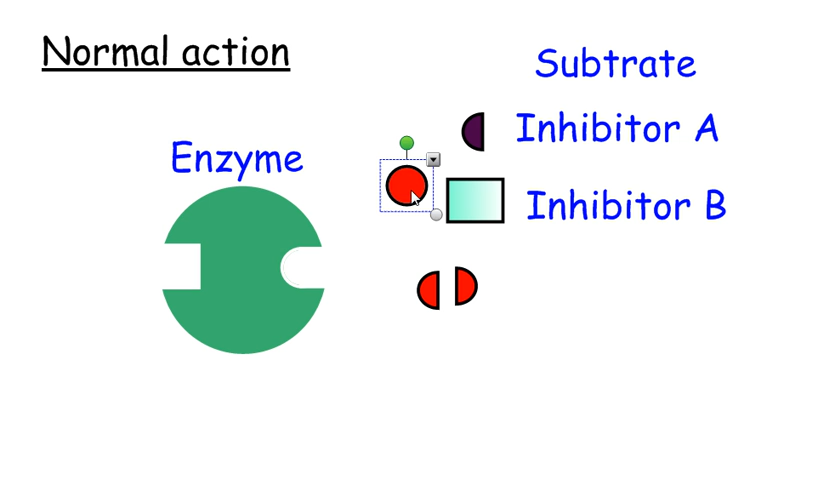 Normal action
Subtrate
Inhibitor A
Enzyme
Inhibitor B